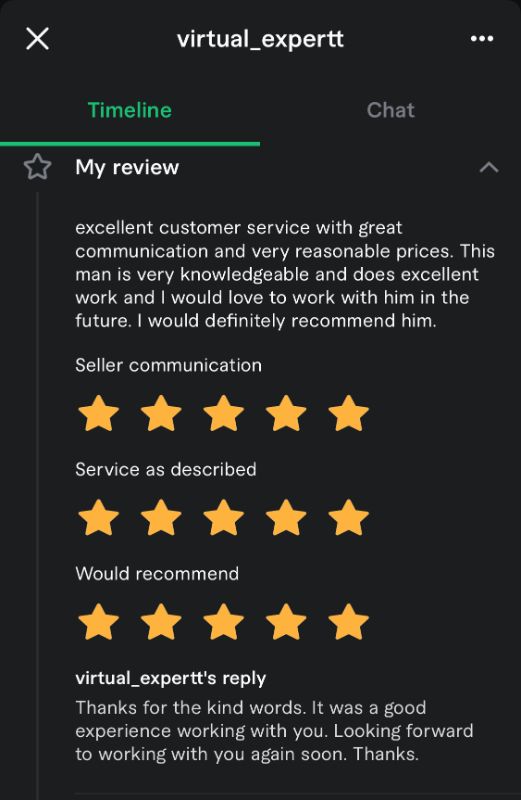 virtual_expertt
Timeline
Chat
My review
excellent customer service with great
communication and very reasonable prices. This
man is very knowledgeable and does excellent
work and I would love to work with him in the
future. I would definitely recommend him.
Seller communication
Service as described
Would recommend
virtual_expertt's reply
Thanks for the kind words. It was a good
experience working with you. Looking forward
to working with you again soon. Thanks.